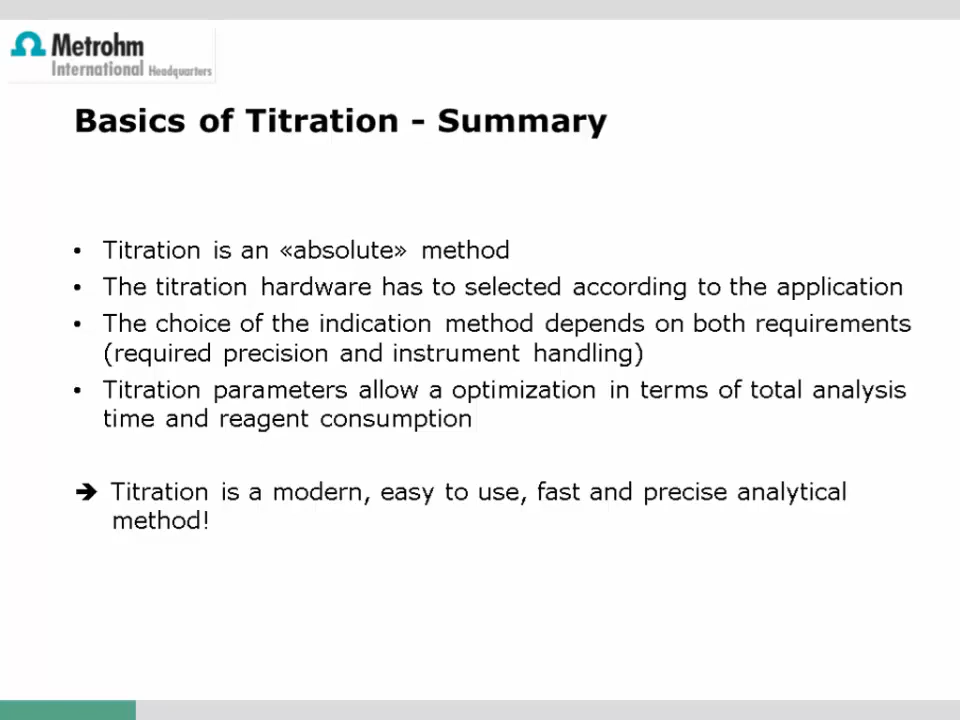 Metrohm
International Headquarters
Basics of Titration - Summary
• Titration is an «absolute» method
• The titration hardware has to selected according to the application
• The choice of the indication method depends on both requirements
(required precision and instrument handling)
• Titration parameters allow a optimization in terms of total analysis
time and reagent consumption
➔ Titration is a modern, easy to use, fast and precise analytical
method!